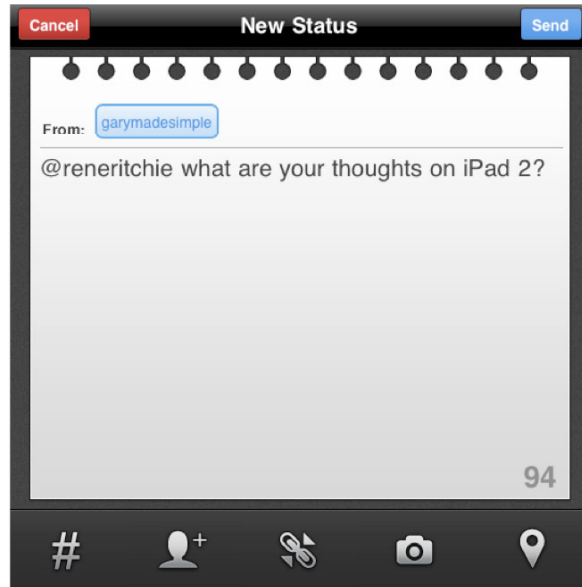 Cancel New Status Send
From: garymadesimple
@reneritchie what are your thoughts on iPad 2?
94
#